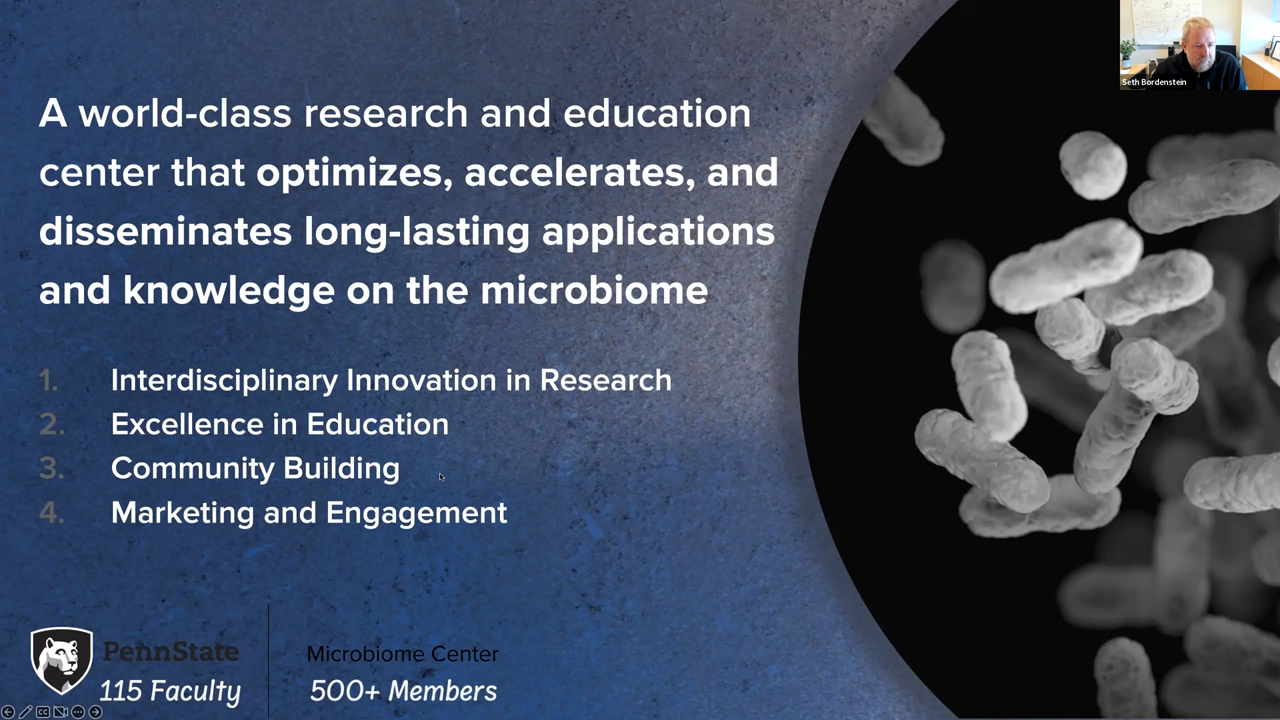 Seth Bordenstein
A world-class research and education
center that optimizes, accelerates, and
disseminates long-lasting applications
and knowledge on the microbiome
1. Interdisciplinary Innovation in Research
2. Excellence in Education
3. Community Building
4. Marketing and Engagement
PennState
115 Faculty
Microbiome Center
500+ Members